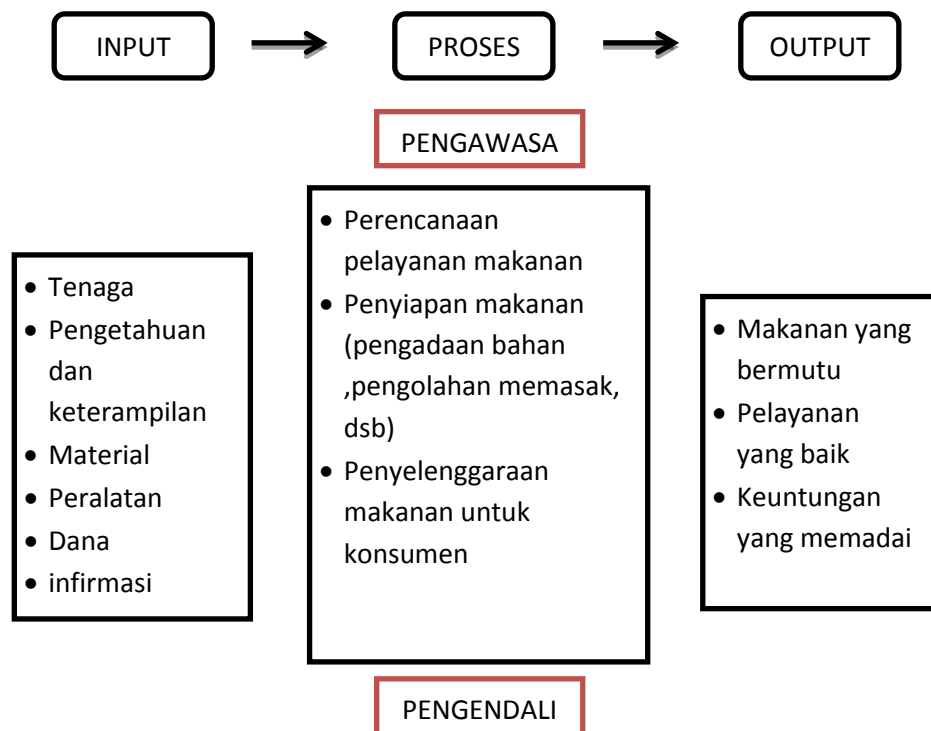 INPUT
PROSES
OUTPUT
PENGAWASA
• Tenaga
• Pengetahuan
dan
keterampilan
• Material
• Peralatan
• Dana
• infirmasi
• Perencanaan
pelayanan makanan
• Penyiapan makanan
(pengadaan bahan
,pengolahan memasak,
dsb)
• Penyelenggaraan
makanan untuk
konsumen
• Makanan yang
bermutu
• Pelayanan
yang baik
• Keuntungan
yang memadai
PENGENDALI